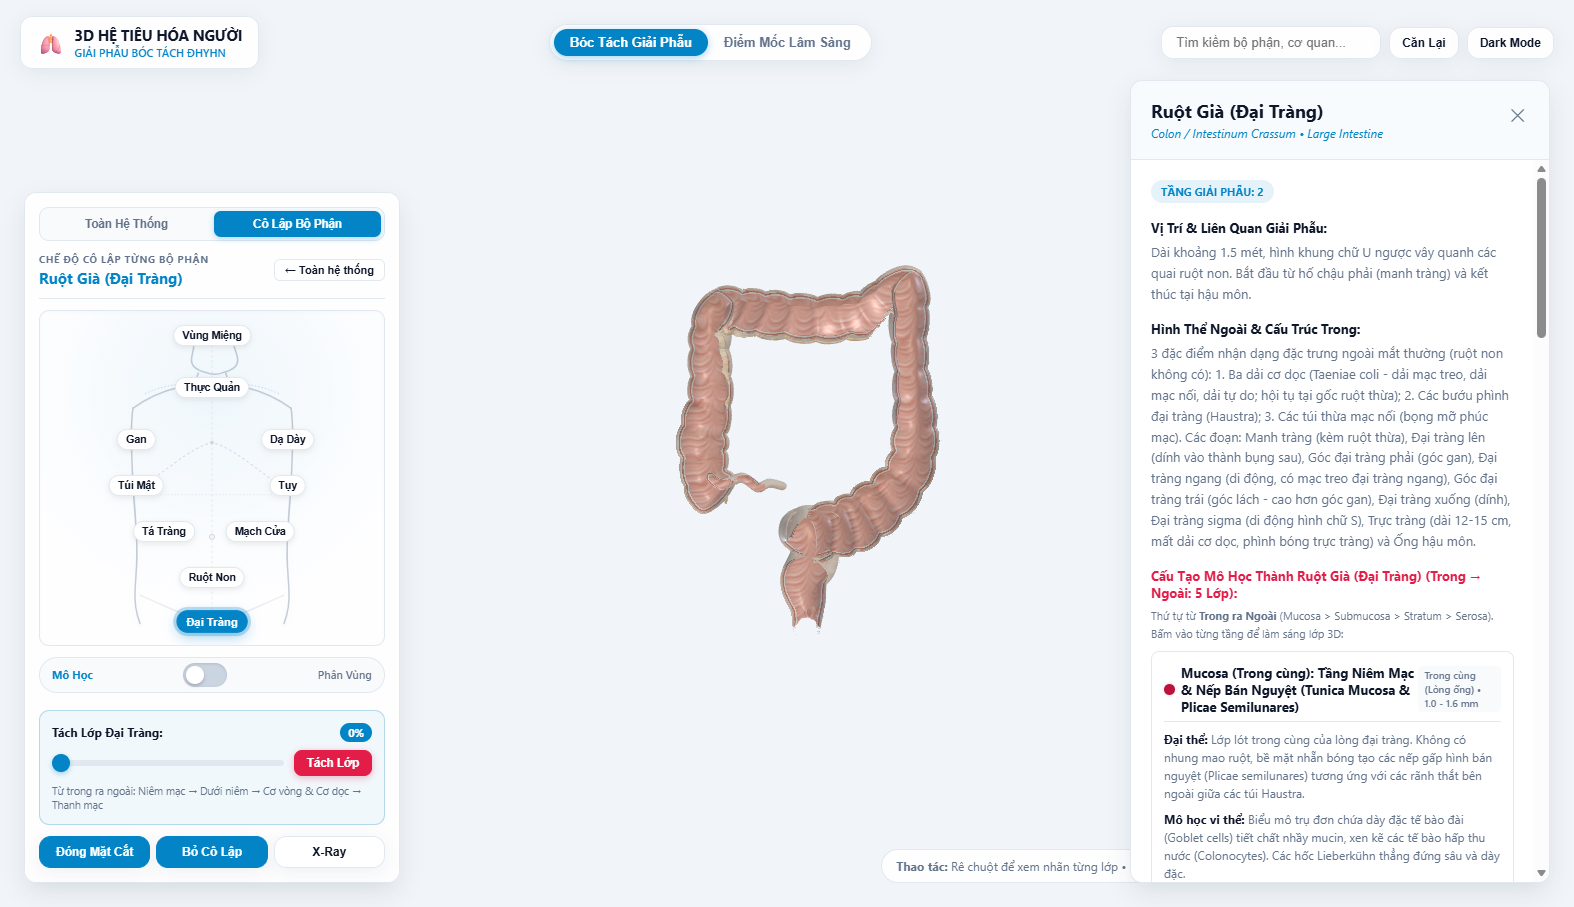 3D HỆ TIÊU HÓA NGƯỜI
GIẢI PHẪU BÓC TÁCH ĐHYHN
Bóc Tách Giải Phẫu
Điểm Mốc Lâm Sàng
Tìm kiếm bộ phận, cơ quan...
Căn Lại
Dark Mode
Toàn Hệ Thống
Cô Lập Bộ Phận
CHẾ ĐỘ CÔ LẬP TỪNG BỘ PHẬN
Ruột Già (Đại Tràng)
← Toàn hệ thống
Vùng Miệng
Thực Quản
Gan
Dạ Dày
Túi Mật
Tụy
Tá Tràng
Mạch Cửa
Ruột Non
Đại Tràng
Mô Học
Phân Vùng
Tách Lớp Đại Tràng:
0%
Tách Lớp
Từ trong ra ngoài: Niêm mạc → Dưới niêm → Cơ vòng & Cơ dọc →
Thanh mạc
Đóng Mặt Cắt
Bỏ Cô Lập
X-Ray
Thao tác: Rê chuột để xem nhãn từng lớp •
Ruột Già (Đại Tràng)
Colon / Intestinum Crassum • Large Intestine
TẦNG GIẢI PHẪU: 2
Vị Trí & Liên Quan Giải Phẫu:
Dài khoảng 1.5 mét, hình khung chữ U ngược vây quanh các
quai ruột non. Bắt đầu từ hố chậu phải (manh tràng) và kết
thúc tại hậu môn.
Hình Thể Ngoài & Cấu Trúc Trong:
3 đặc điểm nhận dạng đặc trưng ngoài mắt thường (ruột non
không có): 1. Ba dải cơ dọc (Taeniae coli - dải mạc treo, dải
mạc nối, dải tự do; hội tụ tại gốc ruột thừa); 2. Các bướu phình
đại tràng (Haustra); 3. Các túi thừa mạc nối (bọng mỡ phúc
mạc). Các đoạn: Manh tràng (kèm ruột thừa), Đại tràng lên
(dính vào thành bụng sau), Góc đại tràng phải (góc gan), Đại
tràng ngang (di động, có mạc treo đại tràng ngang), Góc đại
tràng trái (góc lách - cao hơn góc gan), Đại tràng xuống (dính),
Đại tràng sigma (di động hình chữ S), Trực tràng (dài 12-15 cm,
mất dải cơ dọc, phình bóng trực tràng) và Ống hậu môn.
Cấu Tạo Mô Học Thành Ruột Già (Đại Tràng) (Trong →
Ngoài: 5 Lớp):
Thứ tự từ Trong ra Ngoài (Mucosa > Submucosa > Stratum > Serosa).
Bấm vào từng tầng để làm sáng lớp 3D:
Mucosa (Trong cùng): Tầng Niêm Mạc
& Nếp Bán Nguyệt (Tunica Mucosa &
Plicae Semilunares)
Trong cùng
(Lòng ống) •
1.0 - 1.6 mm
Đại thể: Lớp lót trong cùng của lòng đại tràng. Không có
nhung mao ruột, bề mặt nhẵn bóng tạo các nếp gấp hình bán
nguyệt (Plicae semilunares) tương ứng với các rãnh thắt bên
ngoài giữa các túi Haustra.
Mô học vi thể: Biểu mô trụ đơn chứa dày đặc tế bào đài
(Goblet cells) tiết chất nhầy mucin, xen kẽ các tế bào hấp thu
nước (Colonocytes). Các hốc Lieberkühn thẳng đứng sâu và dày
đặc.